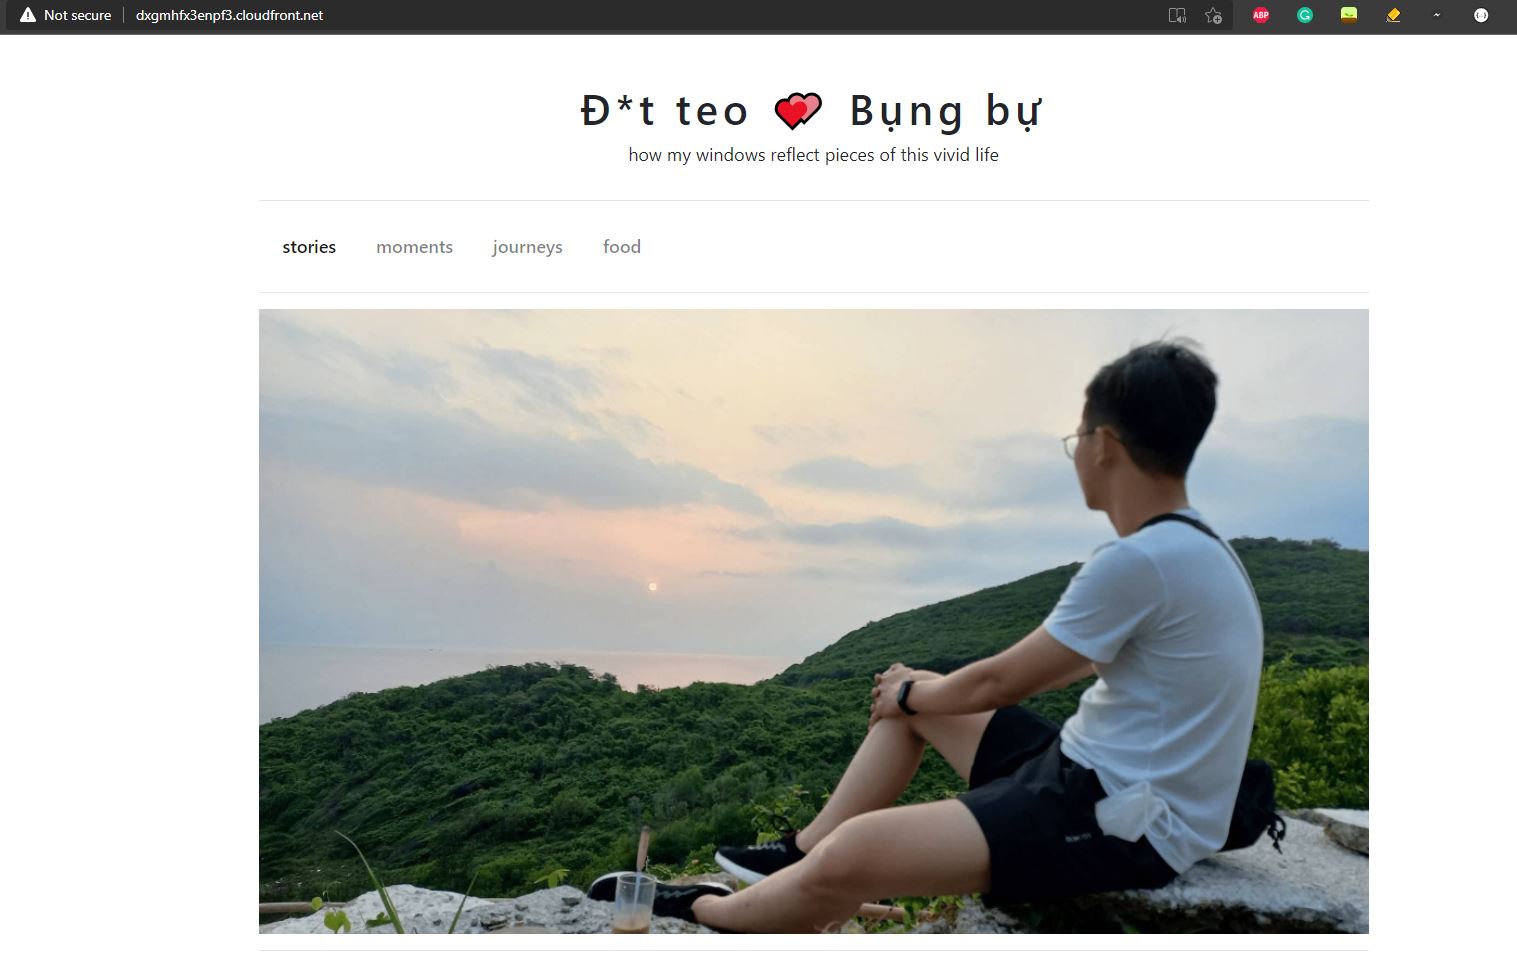 Not secure dxgmhfx3enpf3.cloudfront.net ABP
Đ*t teo 💕 Bụng bự
how my windows reflect pieces of this vivid life
stories moments journeys food